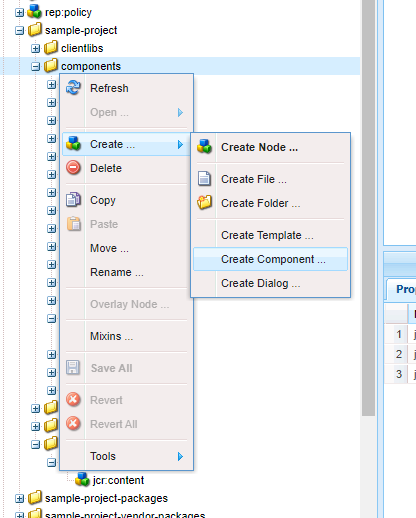 rep:policy
sample-project
clientlibs
components
Refresh
Open ...
Create ...
Delete
Copy
Paste
Move ...
Rename ...
Overlay Node ...
Mixins ...
Save All
Revert
Revert All
Tools
Create Node ...
Create File ...
Create Folder ...
Create Template ...
Create Component ...
Create Dialog ...
Pro
1
2
3
jcr:content
sample-project-packages
sample-project-vendor-packages